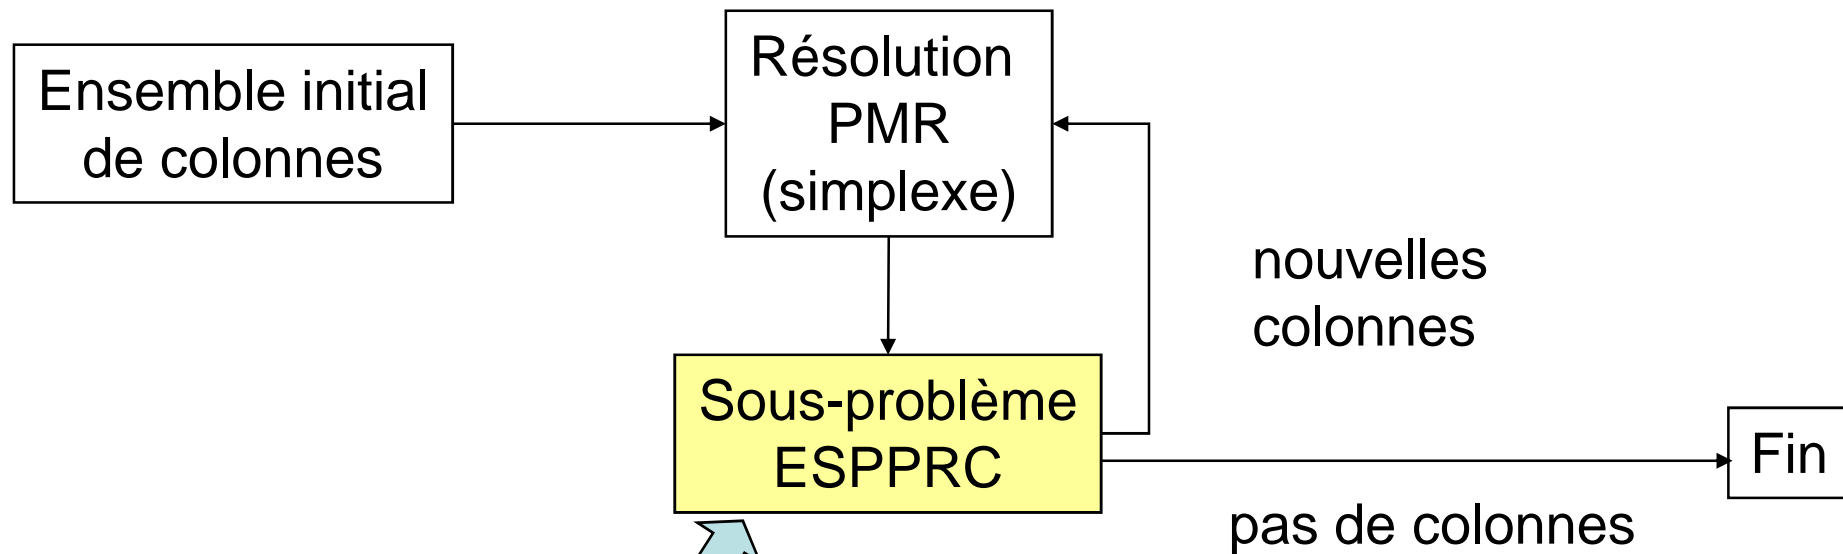 Ensemble initial
de colonnes
Résolution
PMR
(simplexe)
nouvelles
colonnes
Sous-problème
ESPPRC
Fin
pas de colonnes